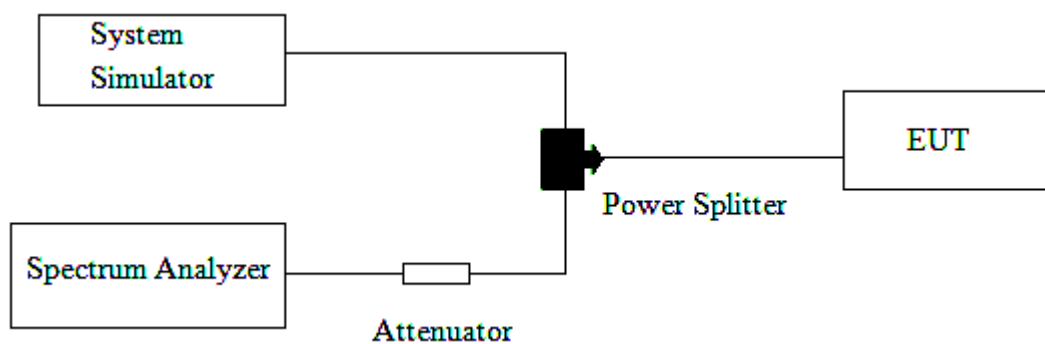 System
Simulator
EUT
Power Splitter
Spectrum Analyzer
Attenuator